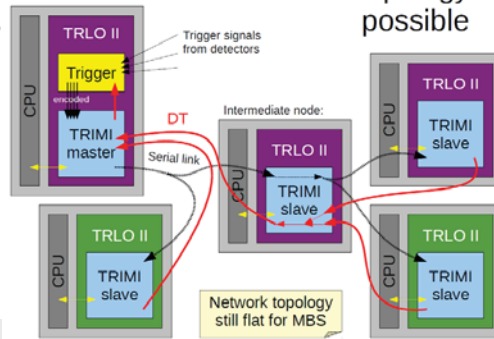 possible
TRLO II
Trigger
encoded
TRIMI
master
CPU
Trigger signals
from detectors
DT
Serial link
Intermediate node:
TRLO II
TRIMI
slave
CPU
TRLO II
TRIMI
slave
CPU
TRLO II
TRIMI
slave
CPU
TRLO II
TRIMI
slave
CPU
Network topology
still flat for MBS